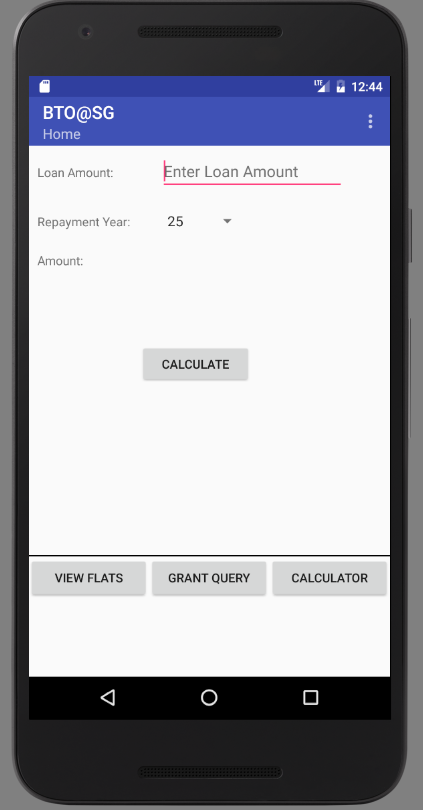 LTE 12:44
BTO@SG
Home
Loan Amount: Enter Loan Amount
Repayment Year: 25
Amount:
CALCULATE
VIEW FLATS GRANT QUERY CALCULATOR